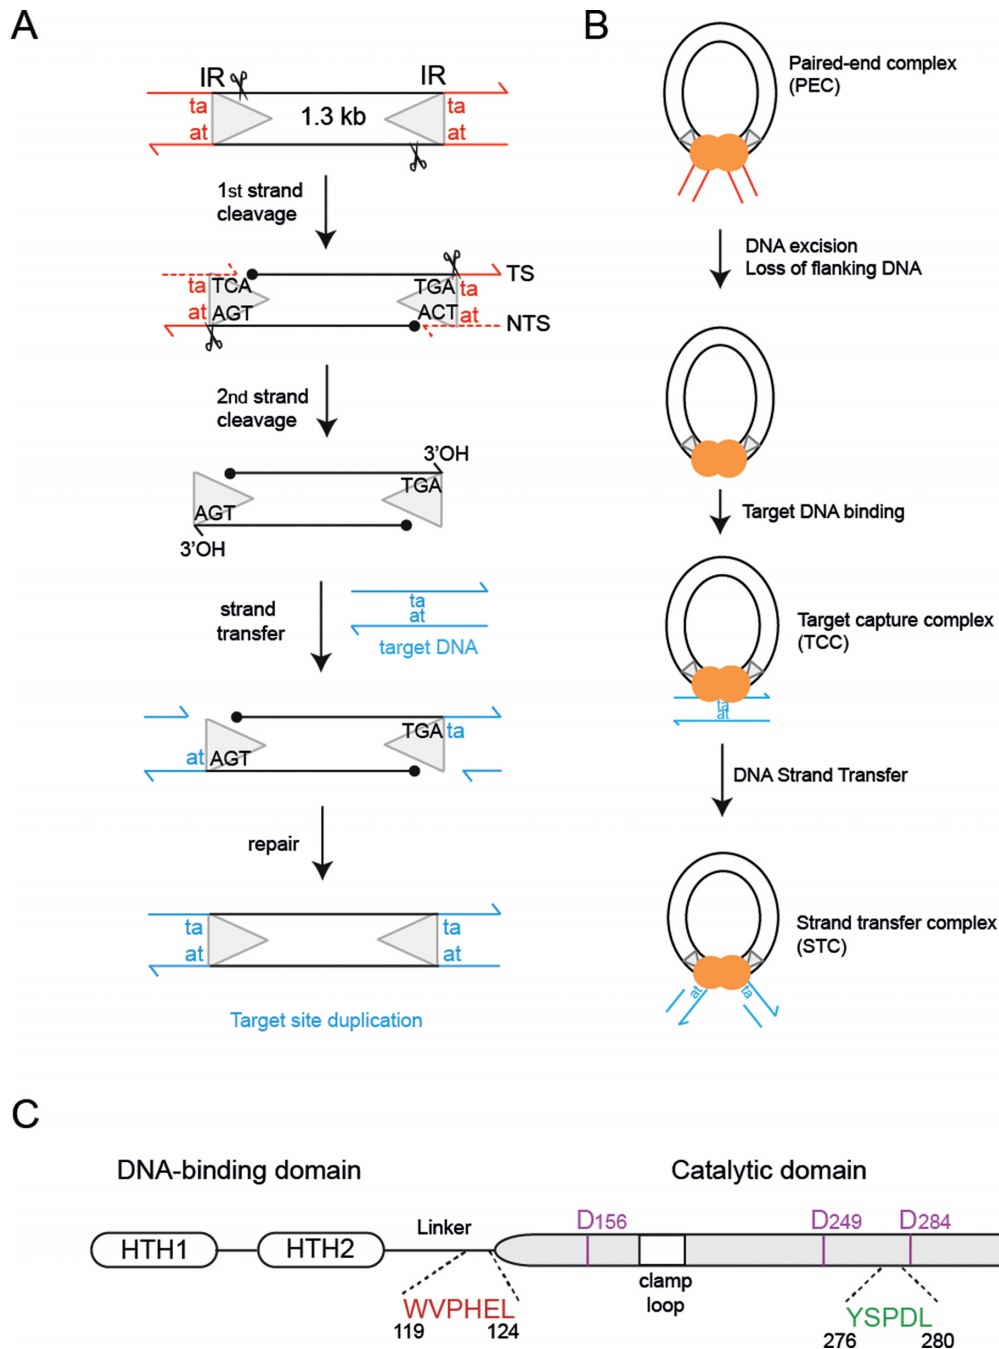 A
IR
IR
ta
at
1.3 kb
ta
at
1st strand
cleavage
ta
at
TCA
AGT
TGA
ACT
ta
at
TS
NTS
2nd strand
cleavage
3'OH
TGA
AGT
3'OH
strand
transfer
ta
at
target DNA
at
AGT
TGA
ta
repair
ta
at
ta
at
Target site duplication
B
Paired-end complex
(PEC)
DNA excision
Loss of flanking DNA
Target DNA binding
Target capture complex
(TCC)
ta
at
DNA Strand Transfer
Strand transfer complex
(STC)
at
ta
C
DNA-binding domain
Catalytic domain
HTH1
HTH2
Linker
D156
D249
D284
clamp
loop
WVPHEL
119
124
YSPDL
276
280